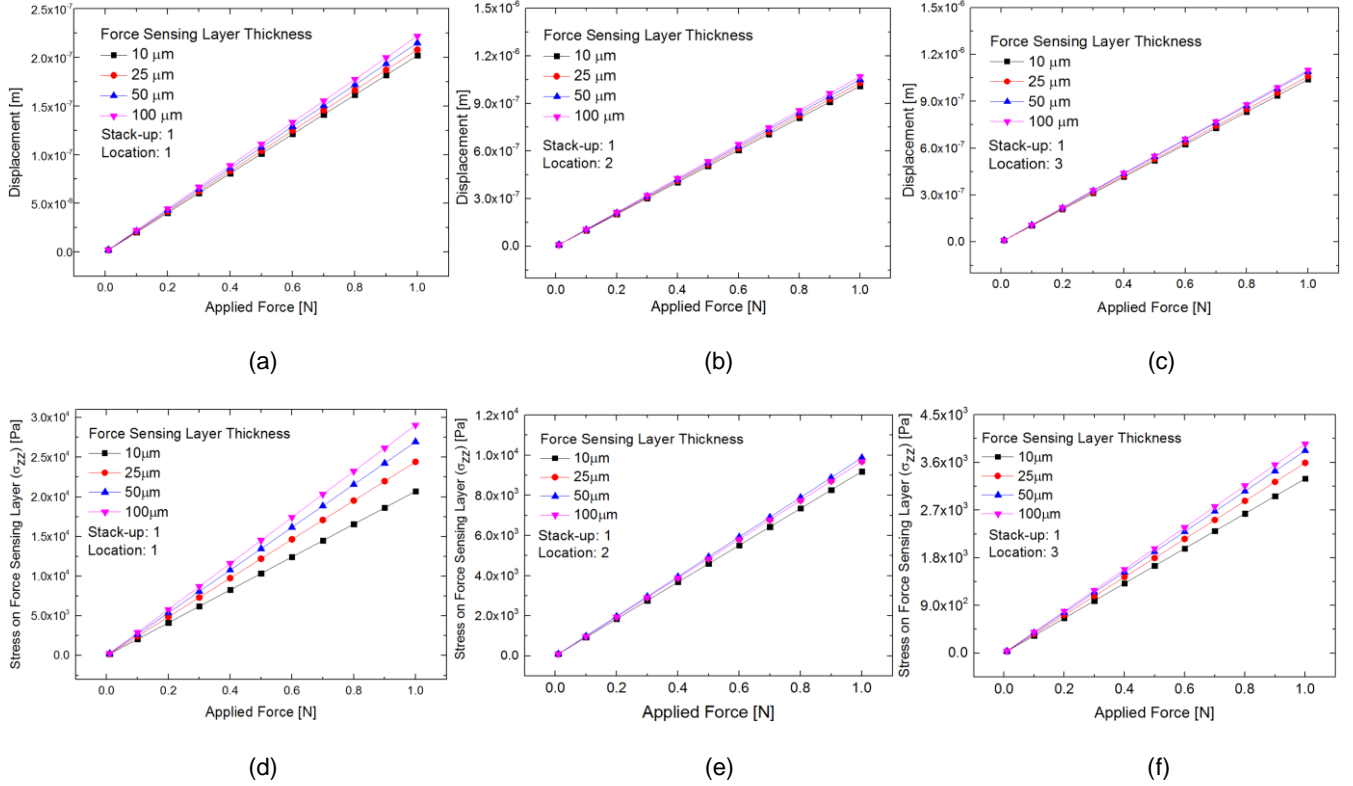 2.5x10⁻⁷
2.0x10⁻⁷
1.5x10⁻⁷
1.0x10⁻⁷
5.0x10⁻⁸
0.0
Displacement [m]
Force Sensing Layer Thickness
10 μm
25 μm
50 μm
100 μm
Stack-up: 1
Location: 1
0.0 0.2 0.4 0.6 0.8 1.0
Applied Force [N]
(a)
1.5x10⁻⁶
1.2x10⁻⁶
9.0x10⁻⁷
6.0x10⁻⁷
3.0x10⁻⁷
0.0
Displacement [m]
Force Sensing Layer Thickness
10 μm
25 μm
50 μm
100 μm
Stack-up: 1
Location: 2
0.0 0.2 0.4 0.6 0.8 1.0
Applied Force [N]
(b)
1.5x10⁻⁶
1.2x10⁻⁶
9.0x10⁻⁷
6.0x10⁻⁷
3.0x10⁻⁷
0.0
Displacement [m]
Force Sensing Layer Thickness
10 μm
25 μm
50 μm
100 μm
Stack-up: 1
Location: 3
0.0 0.2 0.4 0.6 0.8 1.0
Applied Force [N]
(c)
3.0x10⁴
2.5x10⁴
2.0x10⁴
1.5x10⁴
1.0x10⁴
5.0x10³
0.0
Stress on Force Sensing Layer (σzz) [Pa]
Force Sensing Layer Thickness
10μm
25μm
50μm
100μm
Stack-up: 1
Location: 1
0.0 0.2 0.4 0.6 0.8 1.0
Applied Force [N]
(d)
1.2x10⁴
1.0x10⁴
8.0x10³
6.0x10³
4.0x10³
2.0x10³
0.0
Stress on Force Sensing Layer (σzz) [Pa]
Force Sensing Layer Thickness
10μm
25μm
50μm
100μm
Stack-up: 1
Location: 2
0.0 0.2 0.4 0.6 0.8 1.0
Applied Force [N]
(e)
4.5x10³
3.6x10³
2.7x10³
1.8x10³
9.0x10²
0.0
Stress on Force Sensing Layer (σzz) [Pa]
Force Sensing Layer Thickness
10μm
25μm
50μm
100μm
Stack-up: 1
Location: 3
0.0 0.2 0.4 0.6 0.8 1.0
Applied Force [N]
(f)